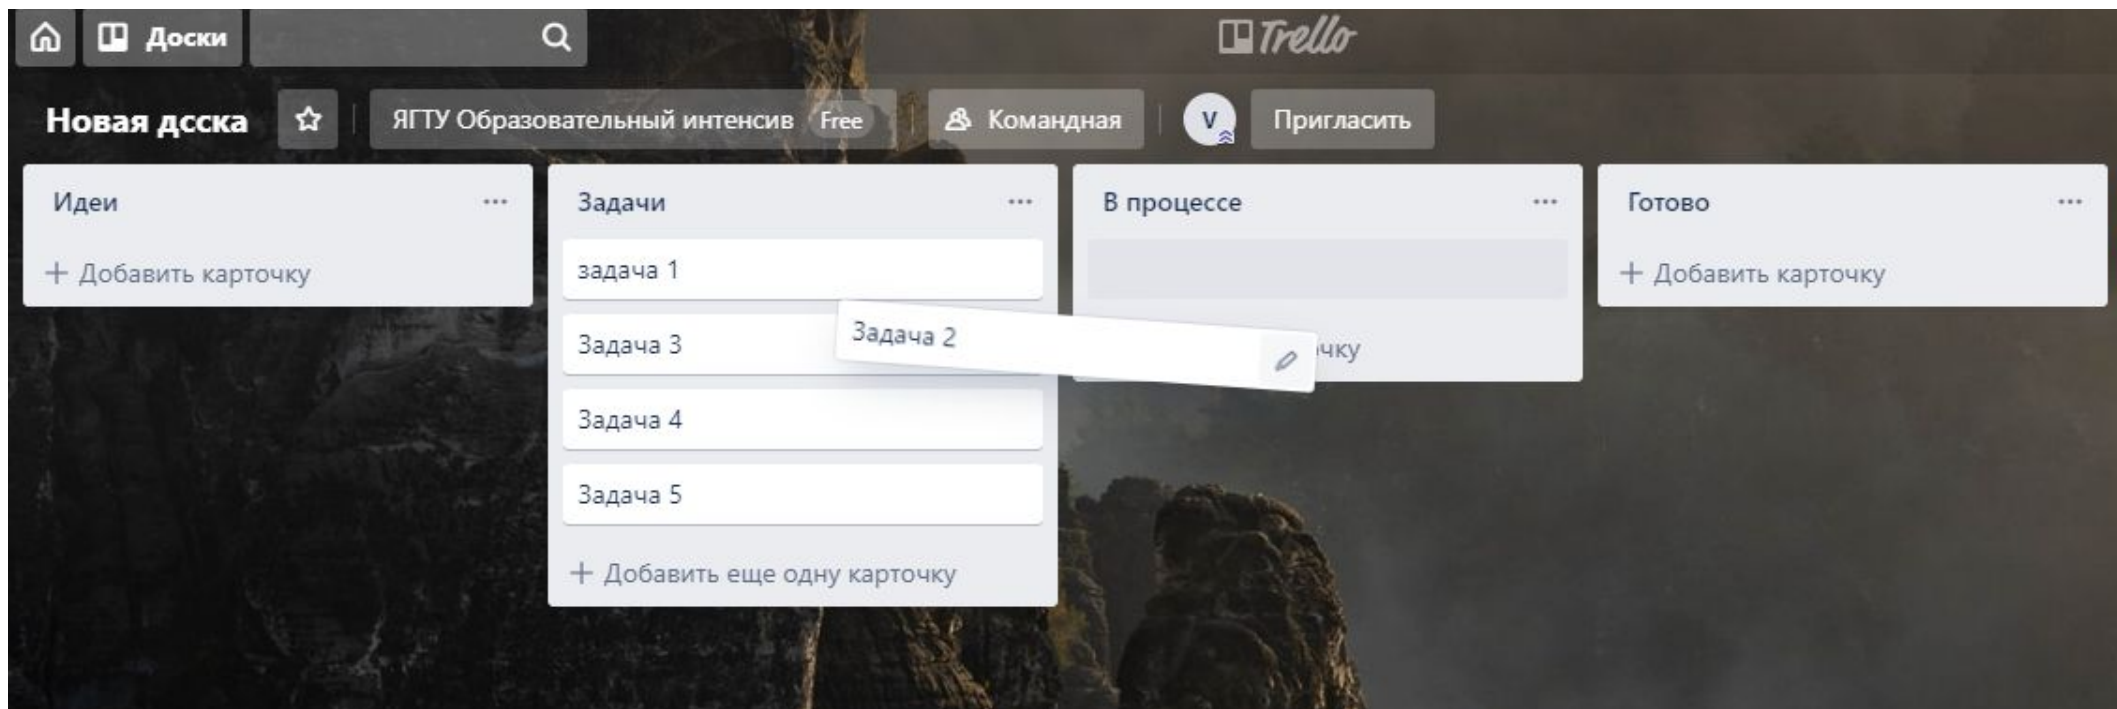 Доски
Trello
Новая дсска
ЯГТУ Образовательный интенсив Free
Командная
V
Пригласить
Идеи
+ Добавить карточку
Задачи
задача 1
Задача 3
Задача 4
Задача 5
+ Добавить еще одну карточку
Задача 2
В процессе
чку
Готово
+ Добавить карточку